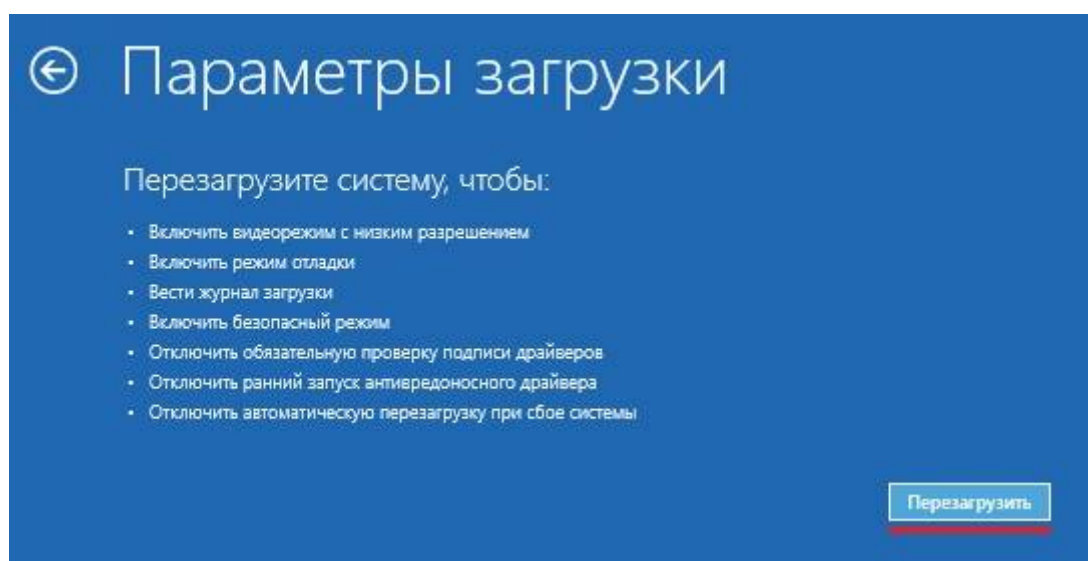 Параметры загрузки
Перезагрузите систему, чтобы:
• Включить видеорежим с низким разрешением
• Включить режим отладки
• Вести журнал загрузки
• Включить безопасный режим
• Отключить обязательную проверку подписи драйверов
• Отключить ранний запуск антивредоносного драйвера
• Отключить автоматическую перезагрузку при сбое системы
Перезагрузить